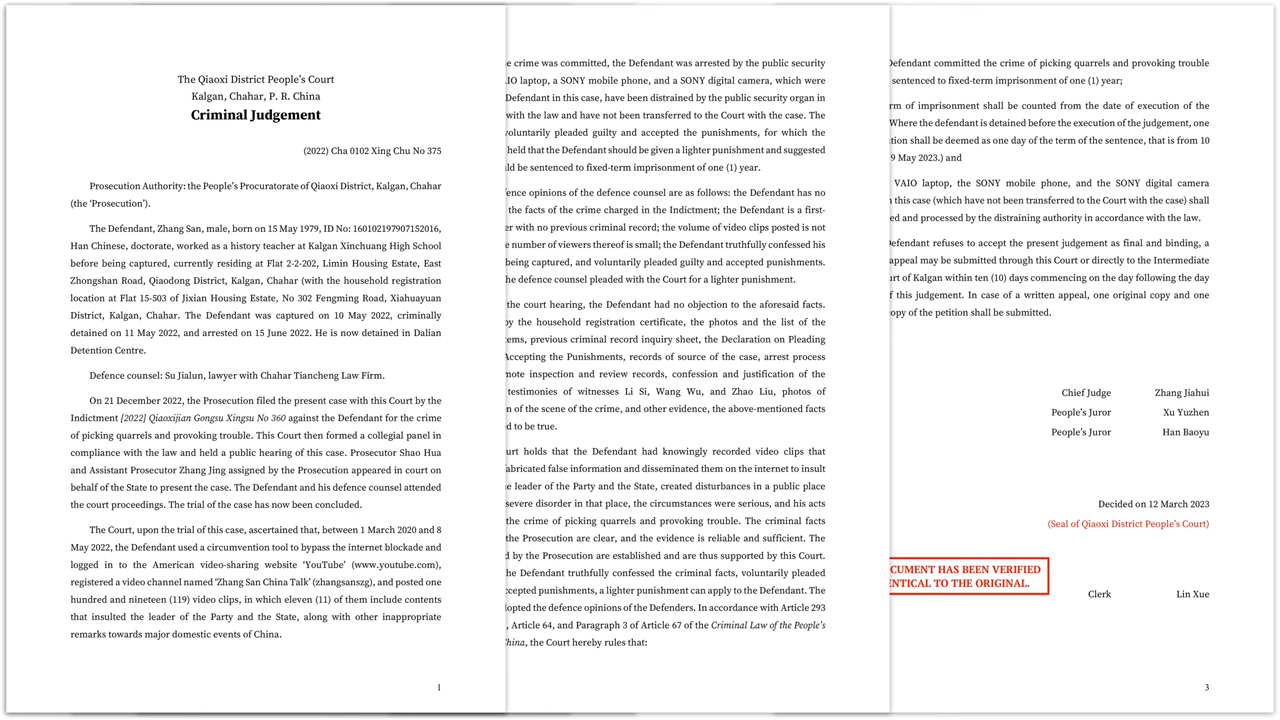 The Qiaoxi District People's Court
Kalgan, Chahar, P. R. China
Criminal Judgement
(2022) Cha 0102 Xing Chu No 375
Prosecution Authority: the People's Procuratorate of Qiaoxi District, Kalgan, Chahar
(the 'Prosecution').
The Defendant, Zhang San, male, born on 15 May 1979, ID No: 160102197907152016,
Han Chinese, doctorate, worked as a history teacher at Kalgan Xinchuang High School
before being captured, currently residing at Flat 2-2-202, Limin Housing Estate, East
Zhongshan Road, Qiaodong District, Kalgan, Chahar (with the household registration
location at Flat 15-503 of Jixian Housing Estate, No 302 Fengming Road, Xiahuayuan
District, Kalgan, Chahar. The Defendant was captured on 10 May 2022, criminally
detained on 11 May 2022, and arrested on 15 June 2022. He is now detained in Dalian
Detention Centre.
Defence counsel: Su Jialun, lawyer with Chahar Tiancheng Law Firm.
On 21 December 2022, the Prosecution filed the present case with this Court by the
Indictment [2022] Qiaoxijian Gongsu Xingsu No 360 against the Defendant for the crime
of picking quarrels and provoking trouble. This Court then formed a collegial panel in
compliance with the law and held a public hearing of this case. Prosecutor Shao Hua
and Assistant Prosecutor Zhang Jing assigned by the Prosecution appeared in court on
behalf of the State to present the case. The Defendant and his defence counsel attended
the court proceedings. The trial of the case has now been concluded.
The Court, upon the trial of this case, ascertained that, between 1 March 2020 and 8
May 2022, the Defendant used a circumvention tool to bypass the internet blockade and
logged in to the American video-sharing website 'YouTube' (www.youtube.com),
registered a video channel named 'Zhang San China Talk' (zhangsanszg), and posted one
hundred and nineteen (119) video clips, in which eleven (11) of them include contents
that insulted the leader of the Party and the State, along with other inappropriate
remarks towards major domestic events of China.
1
e crime was committed, the Defendant was arrested by the public security
IO laptop, a SONY mobile phone, and a SONY digital camera, which were
Defendant in this case, have been distrained by the public security organ in
with the law and have not been transferred to the Court with the case. The
voluntarily pleaded guilty and accepted the punishments, for which the
held that the Defendant should be given a lighter punishment and suggested
ld be sentenced to fixed-term imprisonment of one (1) year.
ence opinions of the defence counsel are as follows: the Defendant has no
the facts of the crime charged in the Indictment; the Defendant is a first-
er with no previous criminal record; the volume of video clips posted is not
e number of viewers thereof is small; the Defendant truthfully confessed his
being captured, and voluntarily pleaded guilty and accepted punishments.
he defence counsel pleaded with the Court for a lighter punishment.
the court hearing, the Defendant had no objection to the aforesaid facts.
by the household registration certificate, the photos and the list of the
tems, previous criminal record inquiry sheet, the Declaration on Pleading
Accepting the Punishments, records of source of the case, arrest process
mote inspection and review records, confession and justification of the
testimonies of witnesses Li Si, Wang Wu, and Zhao Liu, photos of
n of the scene of the crime, and other evidence, the above-mentioned facts
d to be true.
urt holds that the Defendant had knowingly recorded video clips that
fabricated false information and disseminated them on the internet to insult
e leader of the Party and the State, created disturbances in a public place
severe disorder in that place, the circumstances were serious, and his acts
the crime of picking quarrels and provoking trouble. The criminal facts
the Prosecution are clear, and the evidence is reliable and sufficient. The
d by the Prosecution are established and are thus supported by this Court.
he Defendant truthfully confessed the criminal facts, voluntarily pleaded
ccepted punishments, a lighter punishment can apply to the Defendant. The
lopted the defence opinions of the Defenders. In accordance with Article 293
, Article 64, and Paragraph 3 of Article 67 of the Criminal Law of the People's
hina, the Court hereby rules that:
Defendant committed the crime of picking quarrels and provoking trouble
sentenced to fixed-term imprisonment of one (1) year;
rm of imprisonment shall be counted from the date of execution of the
Where the defendant is detained before the execution of the judgement, one
tion shall be deemed as one day of the term of the sentence, that is from 10
9 May 2023.) and
VAIO laptop, the SONY mobile phone, and the SONY digital camera
n this case (which have not been transferred to the Court with the case) shall
ed and processed by the distraining authority in accordance with the law.
Defendant refuses to accept the present judgement as final and binding, a
appeal may be submitted through this Court or directly to the Intermediate
urt of Kalgan within ten (10) days commencing on the day following the day
f this judgement. In case of a written appeal, one original copy and one
opy of the petition shall be submitted.
Chief Judge Zhang Jiahui
People's Juror Xu Yuzhen
People's Juror Han Baoyu
Decided on 12 March 2023
(Seal of Qiaoxi District People's Court)
CUMENT HAS BEEN VERIFIED
ENTICAL TO THE ORIGINAL.
Clerk Lin Xue
3